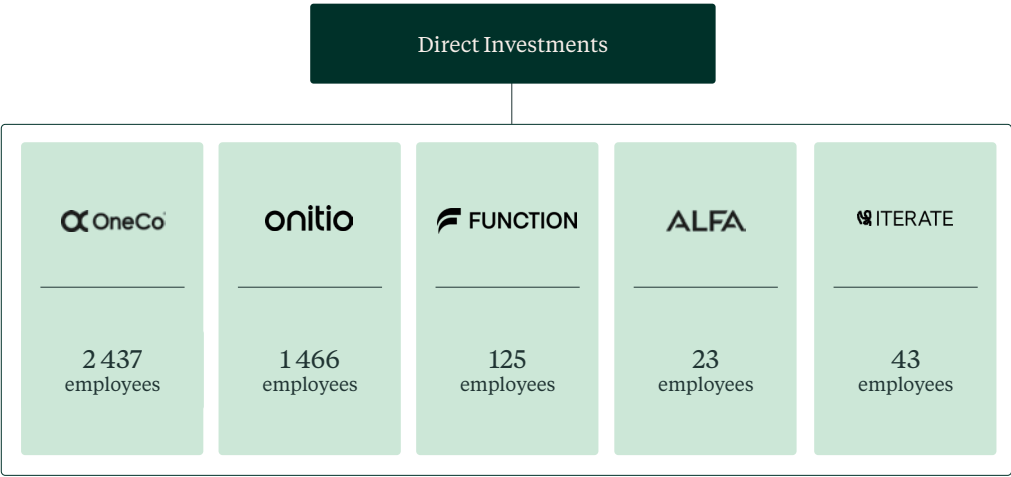 Direct Investments
OneCo
onitio
FUNCTION
ALFA
ITERATE
2 437
employees
1 466
employees
125
employees
23
employees
43
employees